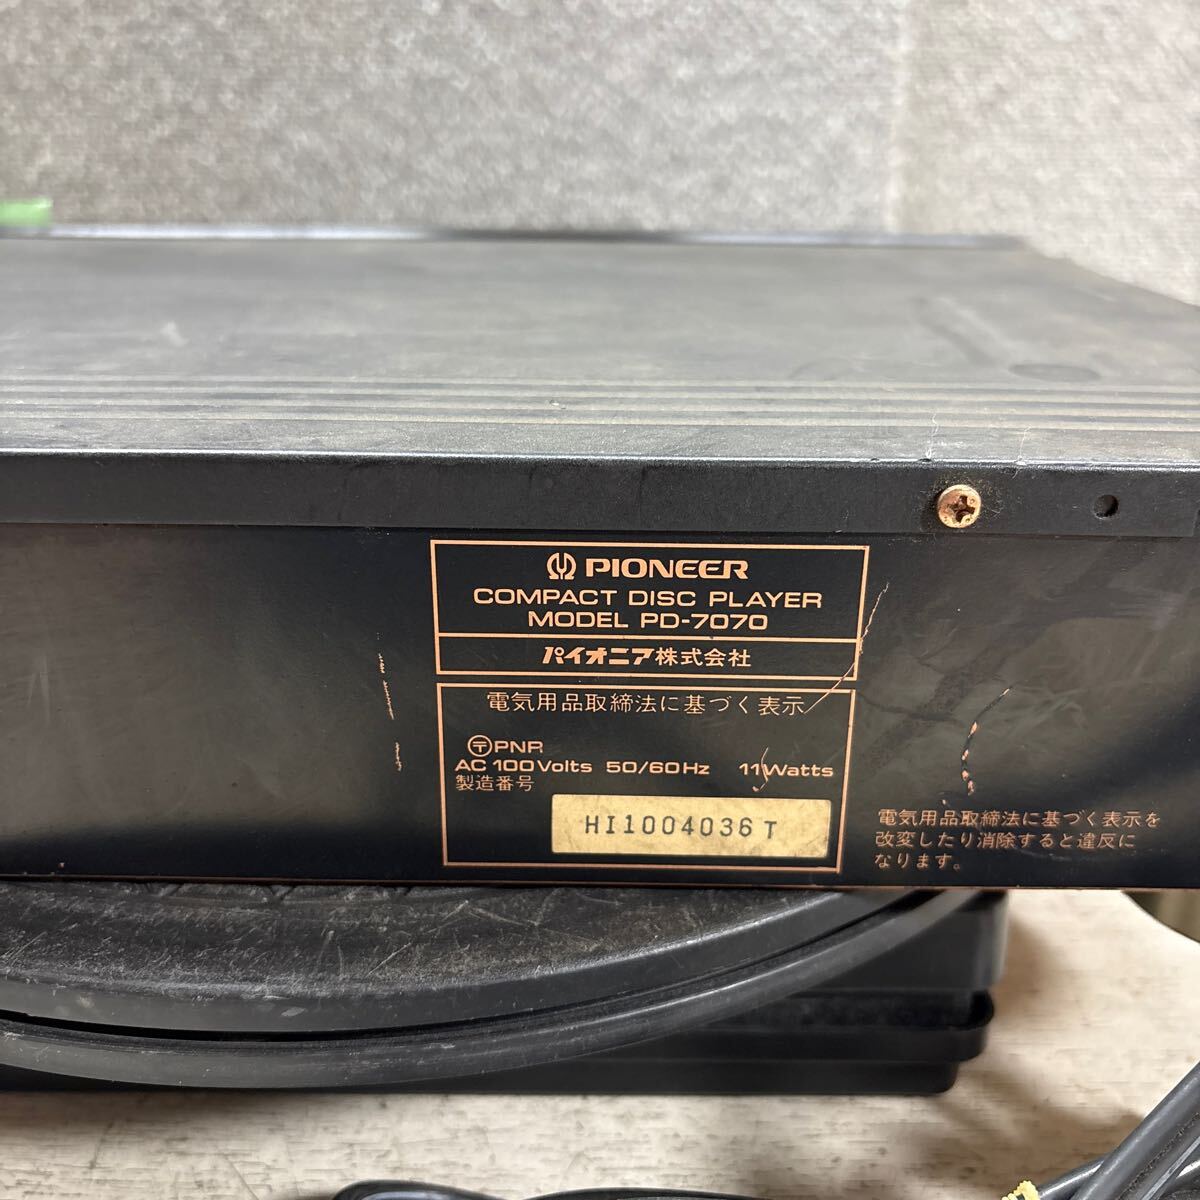 PIONEER
COMPACT DISC PLAYER
MODEL PD-7070
パイオニア株式会社
電気用品取締法に基づく表示
〒PNR
AC 100Volts 50/60Hz 11Watts
製造番号
HI1004036T
電気用品取締法に基づく表示を
改変したり消除すると違反に
なります。